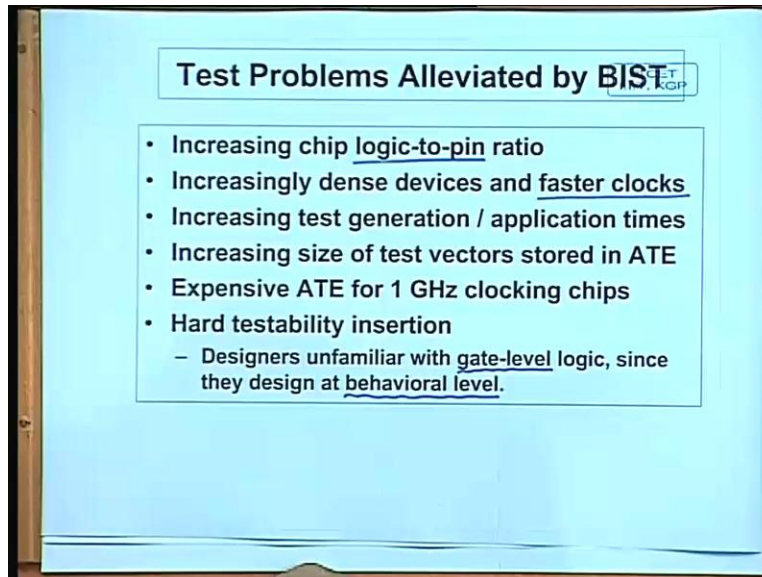 Test Problems Alleviated by BIST
KGP
• Increasing chip logic-to-pin ratio
• Increasingly dense devices and faster clocks
• Increasing test generation / application times
• Increasing size of test vectors stored in ATE
• Expensive ATE for 1 GHz clocking chips
• Hard testability insertion
– Designers unfamiliar with gate-level logic, since
they design at behavioral level.